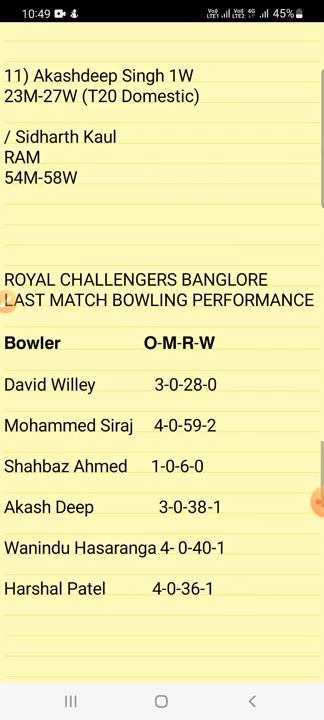 10:49 45%
11) Akashdeep Singh 1W
23M-27W (T20 Domestic)
/ Sidharth Kaul
RAM
54M-58W
ROYAL CHALLENGERS BANGLORE
LAST MATCH BOWLING PERFORMANCE
Bowler O-M-R-W
David Willey 3-0-28-0
Mohammed Siraj 4-0-59-2
Shahbaz Ahmed 1-0-6-0
Akash Deep 3-0-38-1
Wanindu Hasaranga 4- 0-40-1
Harshal Patel 4-0-36-1